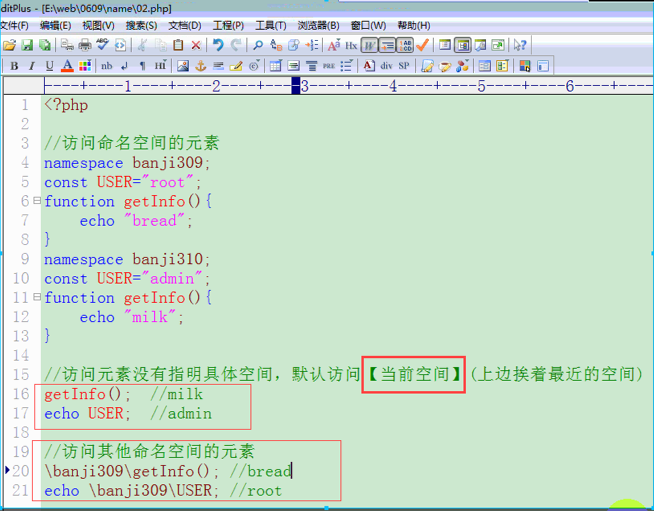 ditPlus - [E:\web\0609\name\02.php]
文件(F) 编辑(E) 视图(V) 搜索(S) 文档(D) 工程(P) 工具(T) 浏览器(B) 窗口(W) 帮助(H)
B I U A nb ¶ HI div SP
----+----1----+----2----+----3----+----4----+----5----+----6----+
1 <?php
2
3 //访问命名空间的元素
4 namespace banji309;
5 const USER="root";
6 function getInfo(){
7 echo "bread";
8 }
9 namespace banji310;
10 const USER="admin";
11 function getInfo(){
12 echo "milk";
13 }
14
15 //访问元素没有指明具体空间，默认访问【当前空间】(上边挨着最近的空间)
16 getInfo(); //milk
17 echo USER; //admin
18
19 //访问其他命名空间的元素
20 \banji309\getInfo(); //bread
21 echo \banji309\USER; //root